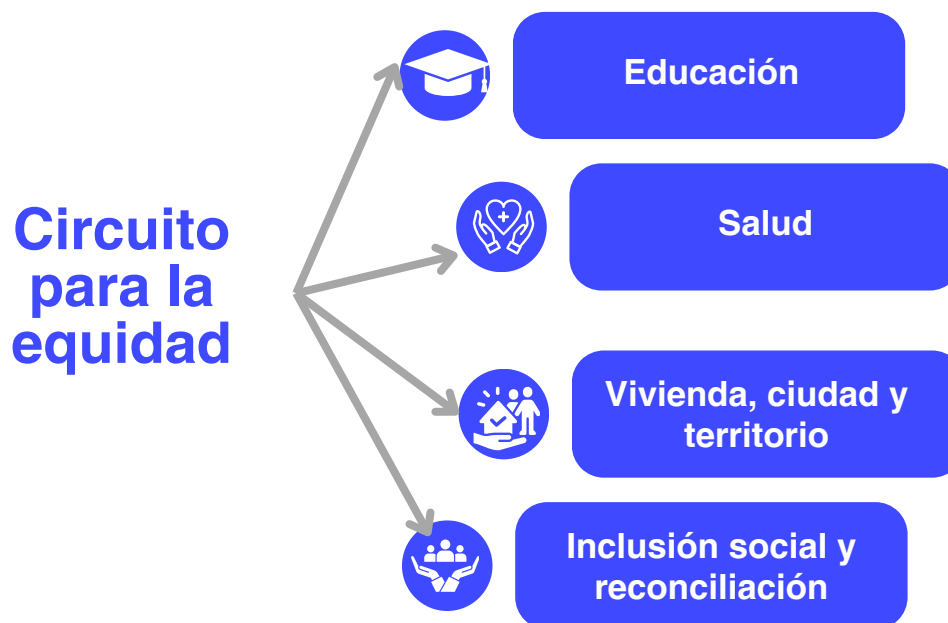 Circuito
para la
equidad
Educación
Salud
Vivienda, ciudad y
territorio
Inclusión social y
reconciliación